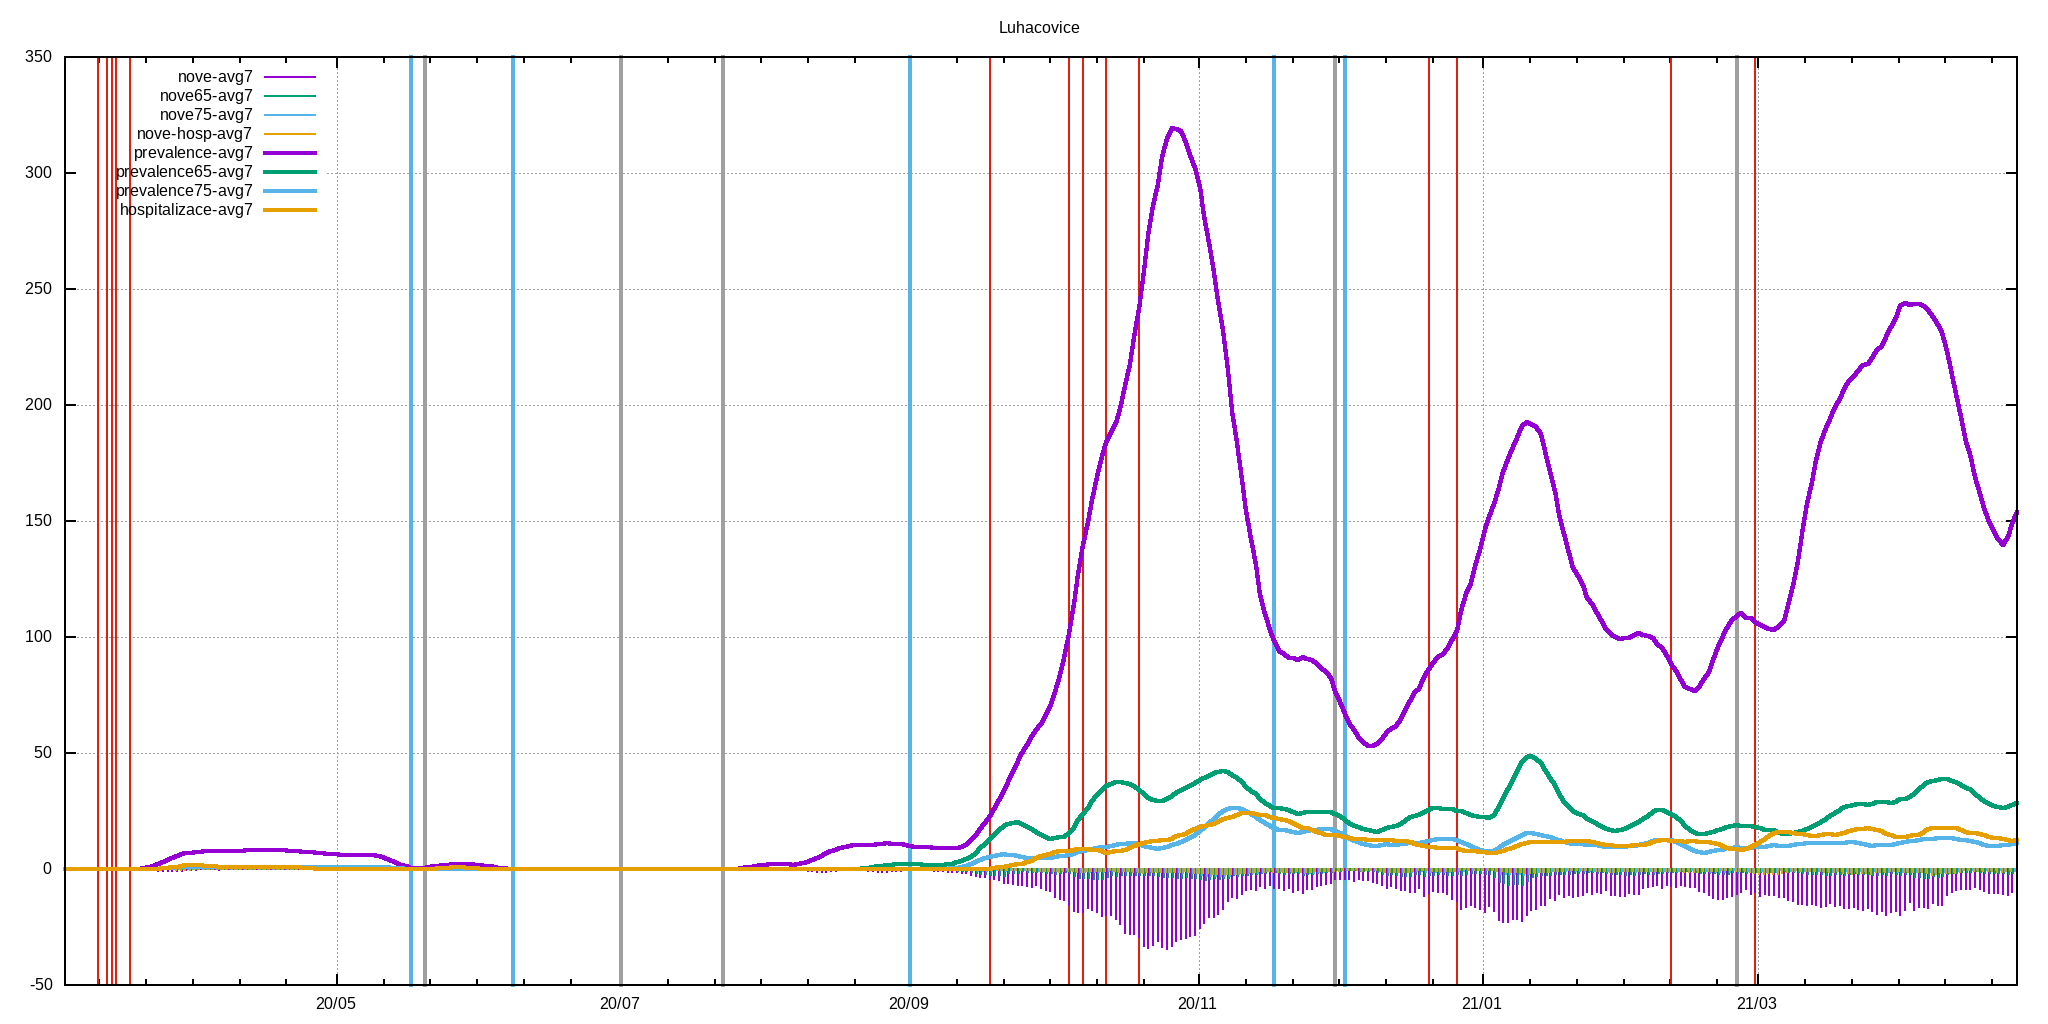 Luhacovice
350
300
250
200
150
100
50
0
-50
nove-avg7
nove65-avg7
nove75-avg7
nove-hosp-avg7
prevalence-avg7
prevalence65-avg7
prevalence75-avg7
hospitalizace-avg7
20/05 20/07 20/09 20/11 21/01 21/03